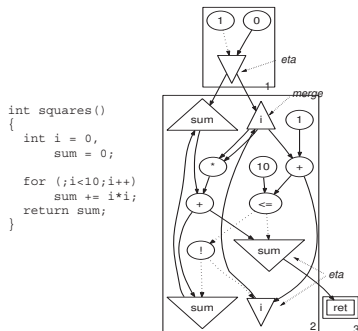 int squares()
{
int i = 0,
sum = 0;
for (;i<10;i++)
sum += i*i;
return sum;
}
1 0
eta
1
merge
sum i 1
* 10 +
+ <=
! sum
eta
sum i
2
ret
3